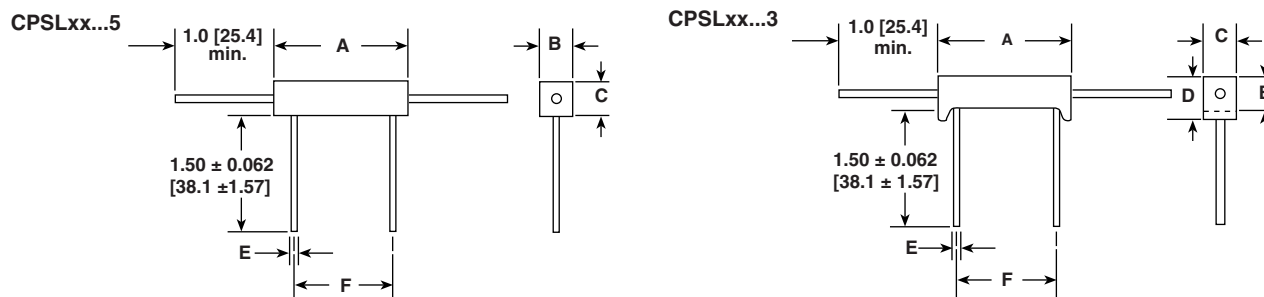 CPSLxx...5
1.0 [25.4]
min.
A
B
C
1.50 ± 0.062
[38.1 ±1.57]
E
F
CPSLxx...3
1.0 [25.4]
min.
A
C
D
1.50 ± 0.062
[38.1 ± 1.57]
E
F